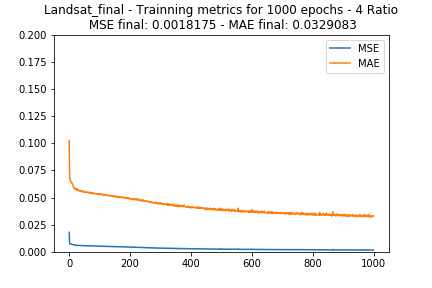 Landsat_final - Trainning metrics for 1000 epochs - 4 Ratio
MSE final: 0.0018175 - MAE final: 0.0329083
0.200
0.175
0.150
0.125
0.100
0.075
0.050
0.025
0.000
MSE
MAE
0 200 400 600 800 1000